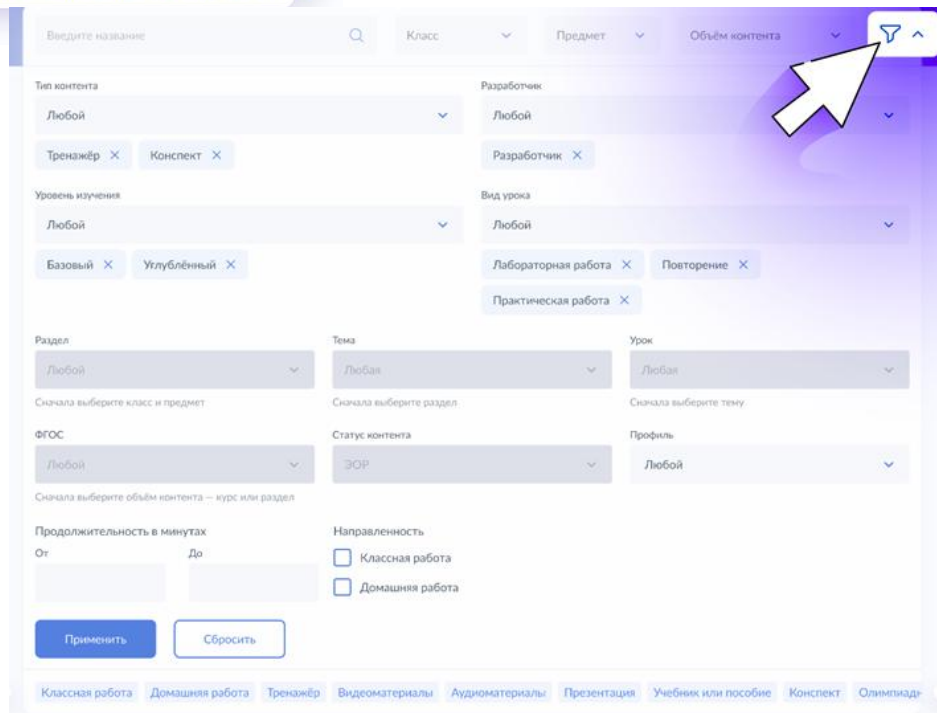 Введите название Класс Предмет Объём контента
Тип контента Разработчик
Любой Любой
Тренажёр Конспект Разработчик
Уровень изучения Вид урока
Любой Любой
Базовый Углублённый Лабораторная работа Повторение
Практическая работа
Раздел Тема Урок
Любой Любая Любая
Сначала выберите класс и предмет Сначала выберите раздел Сначала выберите тему
ФГОС Статус контента Профиль
Любой ЭОР Любой
Сначала выберите объём контента — курс или раздел
Продолжительность в минутах Направленность
От До Классная работа
Домашняя работа
Применить Сбросить
Классная работа Домашняя работа Тренажёр Видеоматериалы Аудиоматериалы Презентация Учебник или пособие Конспект Олимпиадн